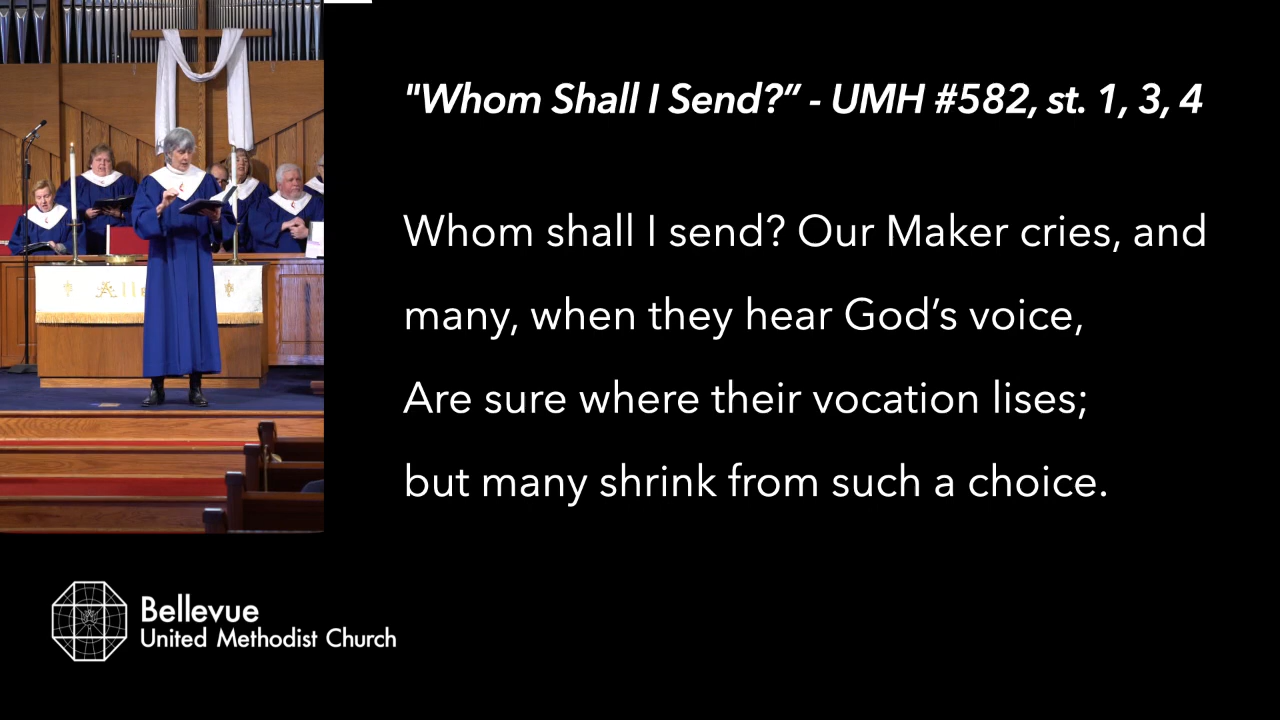 "Whom Shall I Send?” - UMH #582, st. 1, 3, 4
Whom shall I send? Our Maker cries, and
many, when they hear God’s voice,
Are sure where their vocation lises;
but many shrink from such a choice.
Bellevue
United Methodist Church